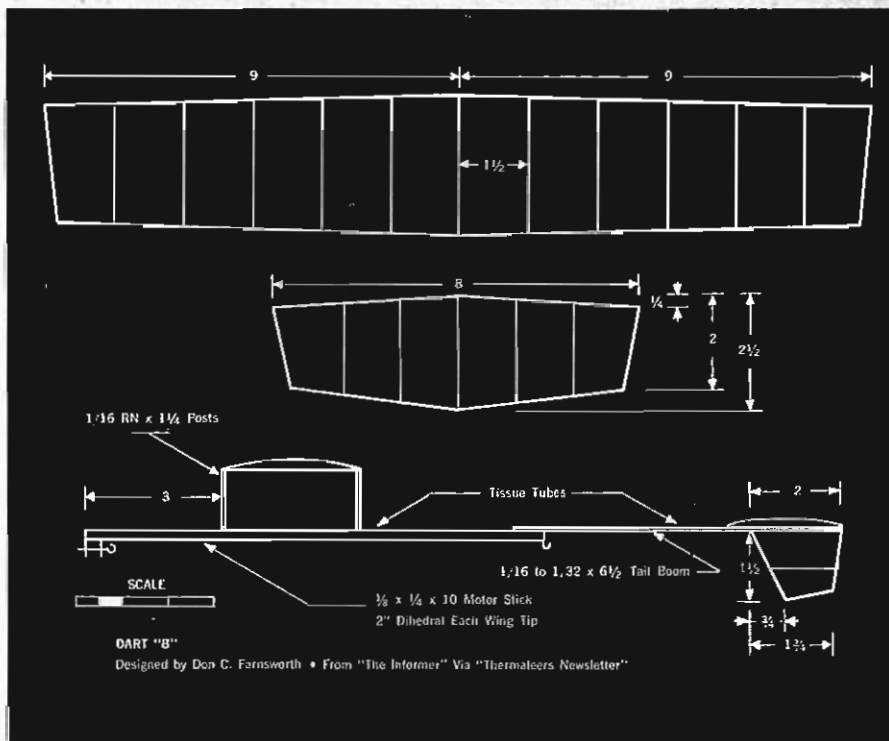 9 9
1½
8
¼
2
2½
1/16 RN x 1¼ Posts
3
Tissue Tubes
2
1/16 to 1/32 x 6½ Tail Boom
1½
SCALE
⅛ x ¼ x 10 Motor Stick
2" Dihedral Each Wing Tip
¾
1¾
DART "8"
Designed by Don C. Farnsworth • From "The Informer" Via "Thermaleers Newsletter"